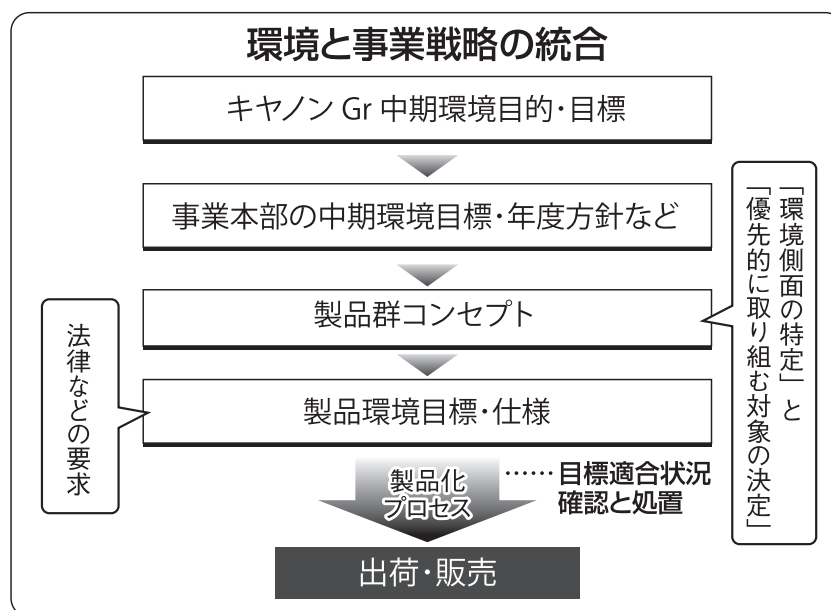 環境と事業戦略の統合
キヤノン Gr 中期環境目的・目標
事業本部の中期環境目標・年度方針など
製品群コンセプト
「環境側面の特定」と
「優先的に取り組む対象の決定」
製品環境目標・仕様
法律などの要求
製品化
プロセス
……目標適合状況
確認と処置
出荷・販売